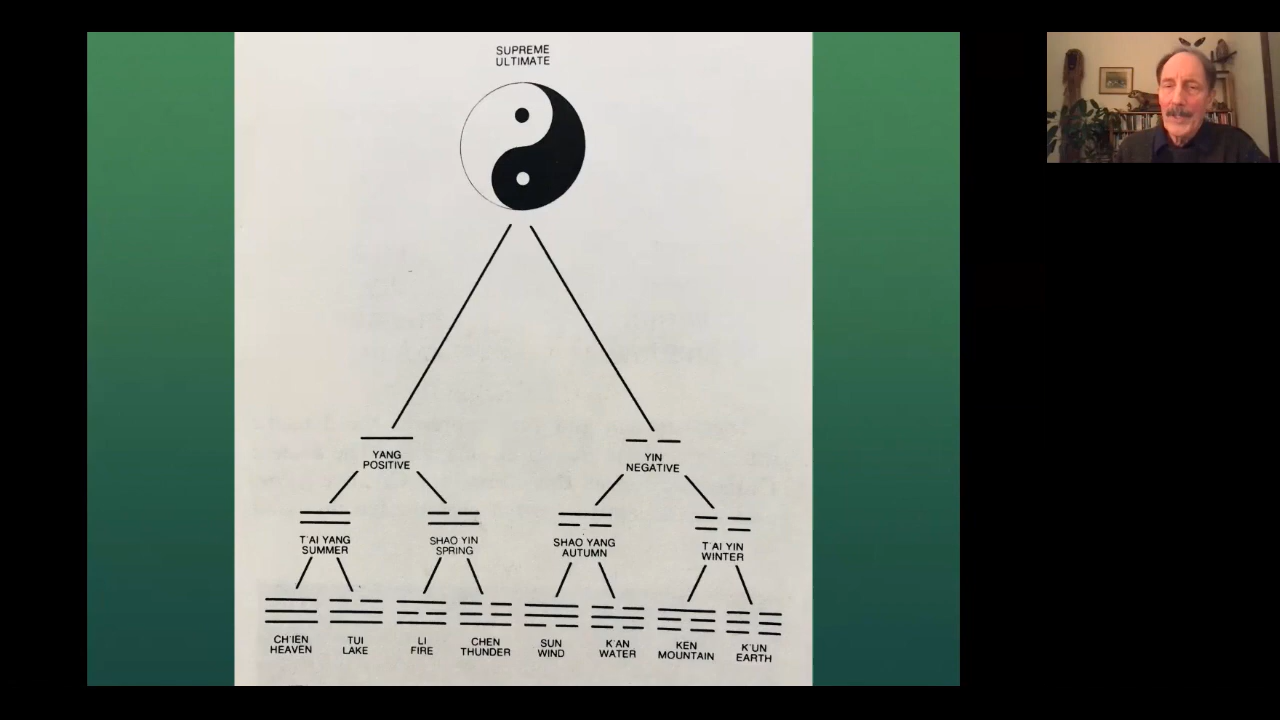 SUPREME
ULTIMATE
YANG
POSITIVE
YIN
NEGATIVE
T'AI YANG
SUMMER
SHAO YIN
SPRING
SHAO YANG
AUTUMN
T'AI YIN
WINTER
CH'IEN
HEAVEN
TUI
LAKE
LI
FIRE
CHEN
THUNDER
SUN
WIND
K'AN
WATER
KEN
MOUNTAIN
K'UN
EARTH